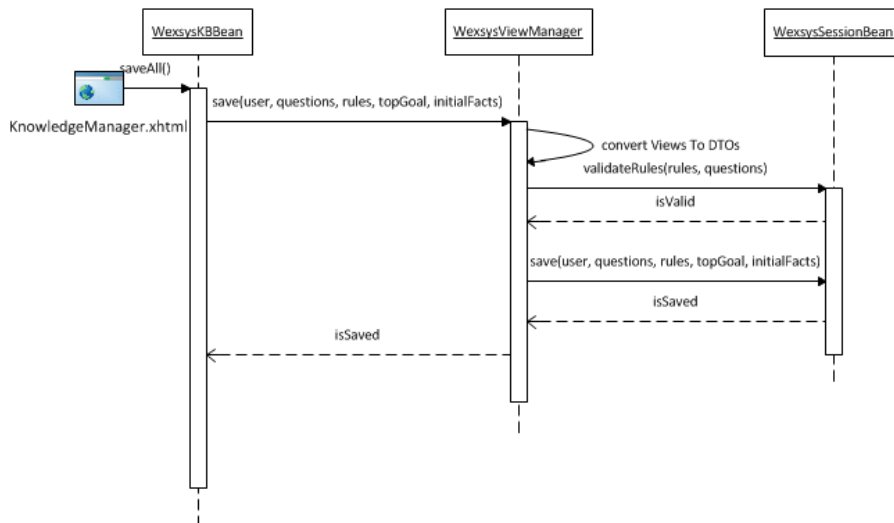 WexsysKBBean
WexsysViewManager
WexsysSessionBean
saveAll()
KnowledgeManager.xhtml
save(user, questions, rules, topGoal, initialFacts)
convert Views To DTOs
validateRules(rules, questions)
isValid
save(user, questions, rules, topGoal, initialFacts)
isSaved
isSaved